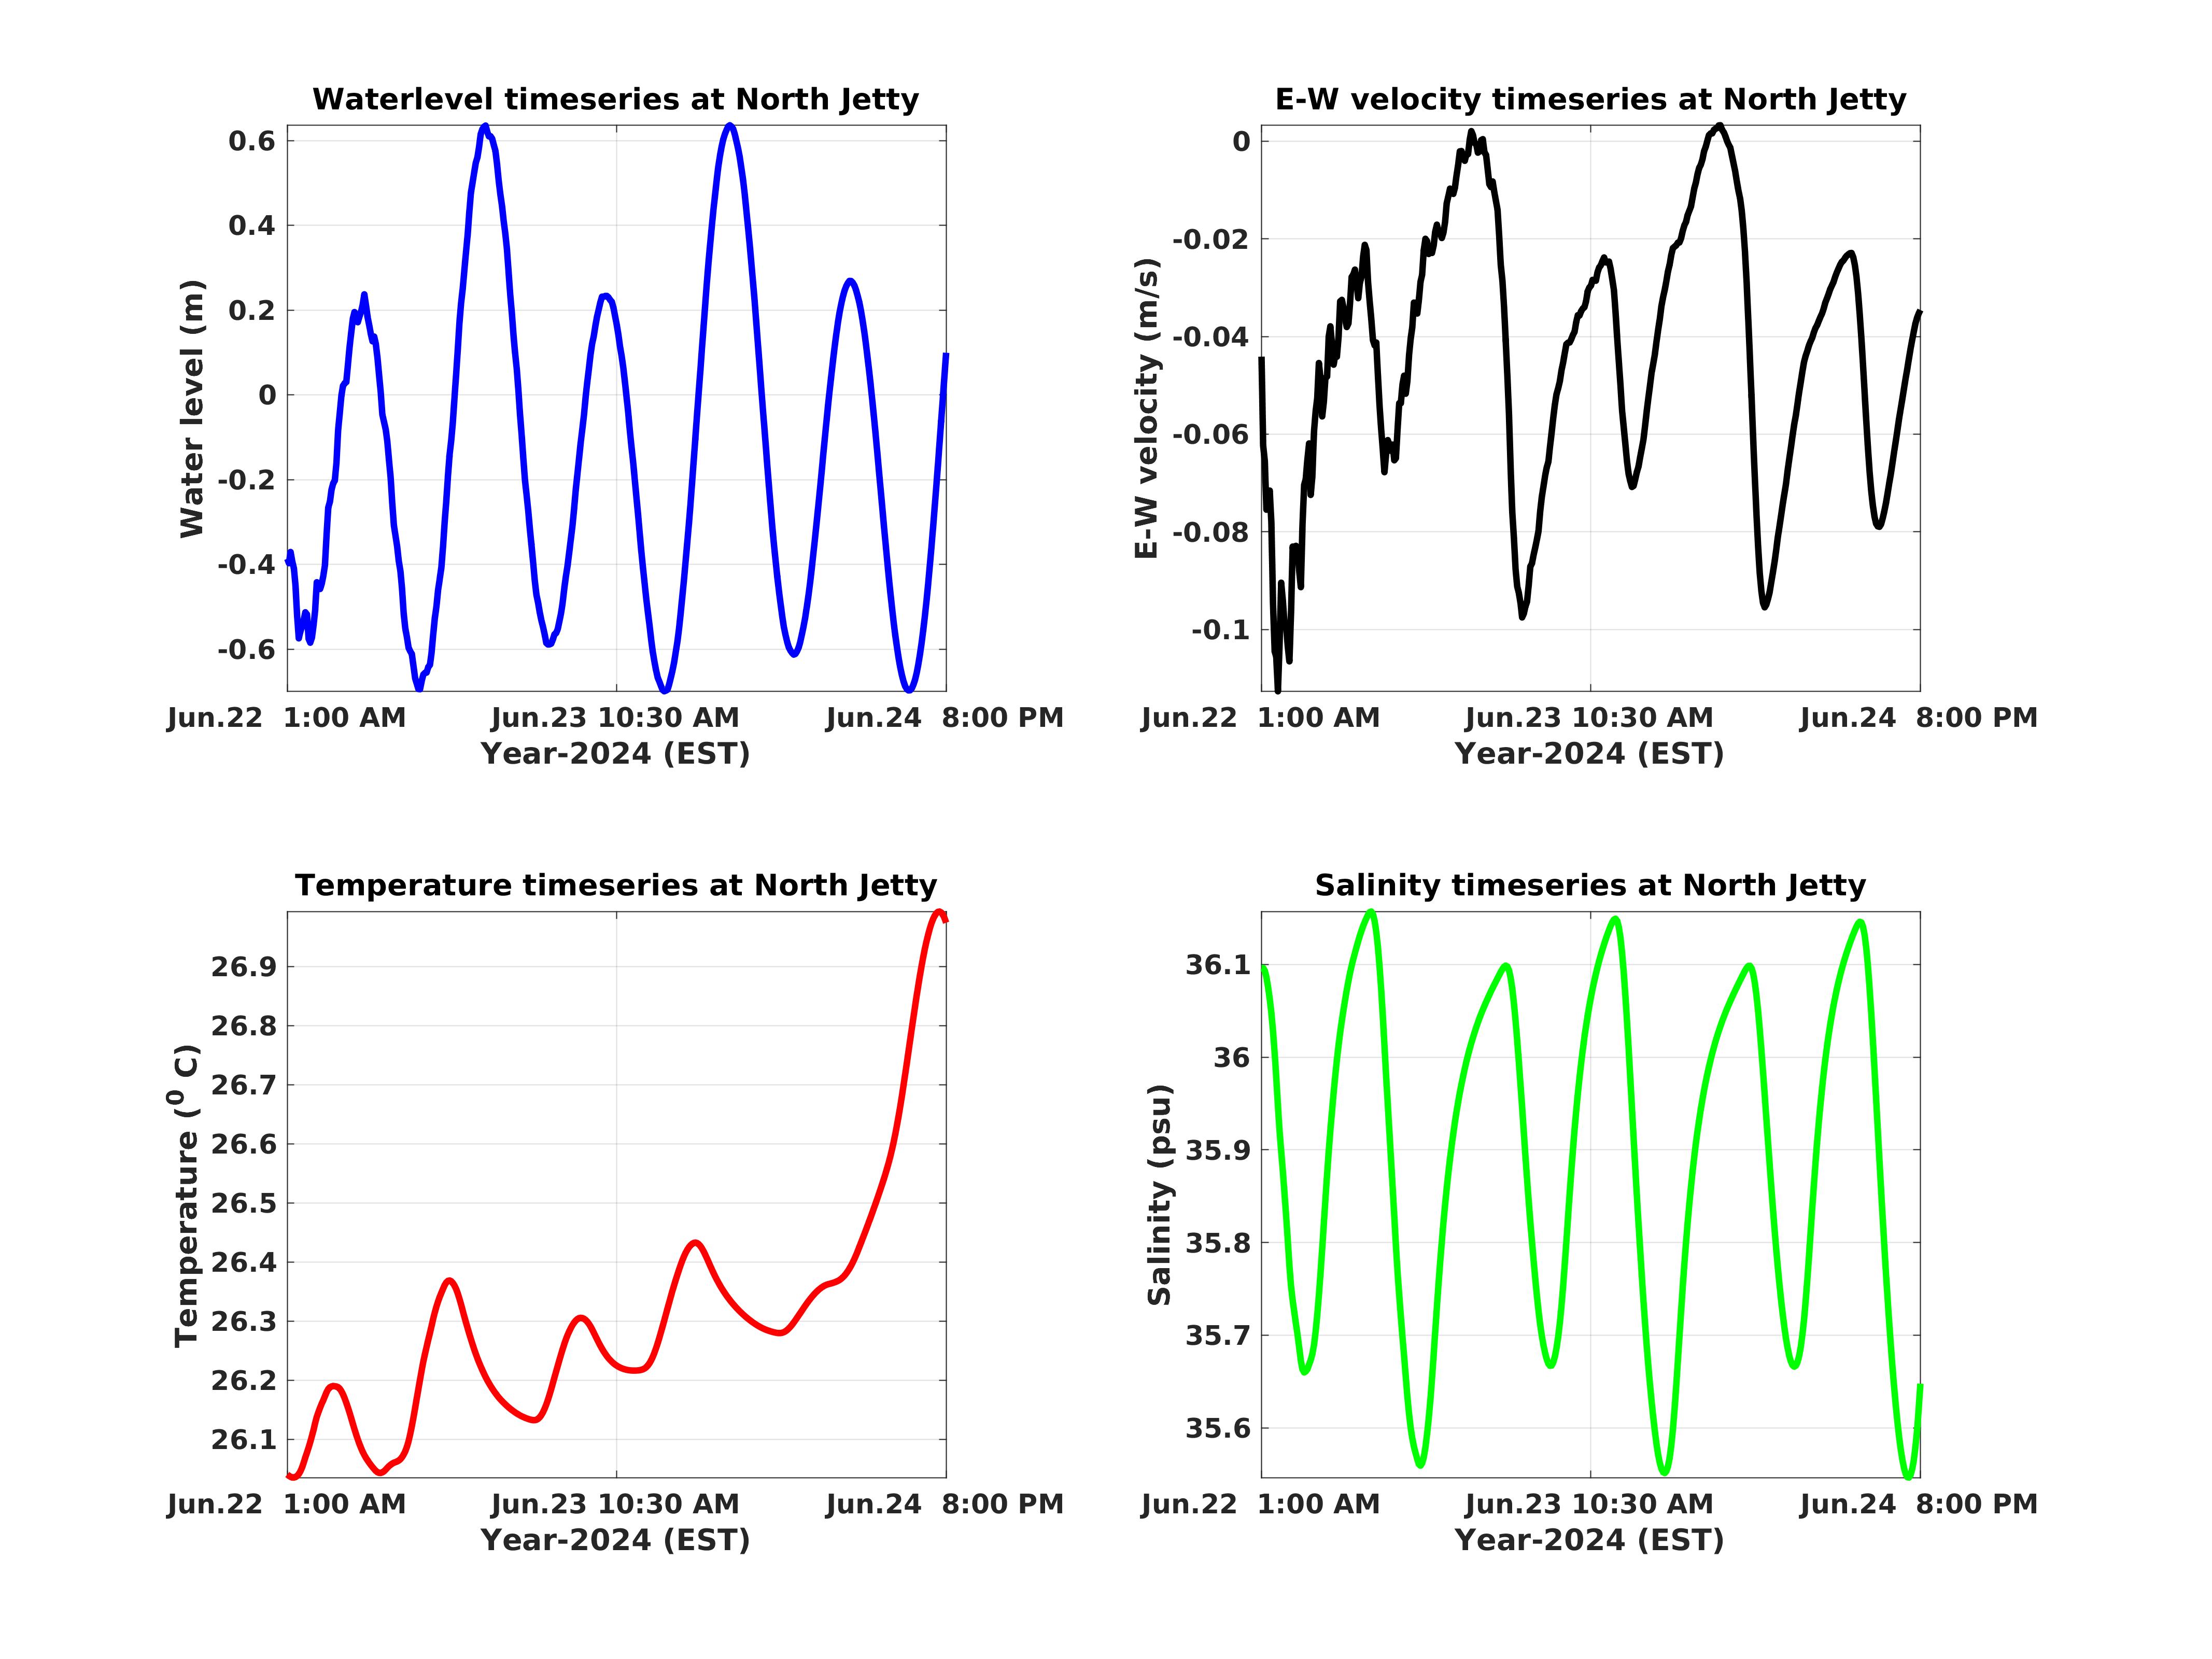 Waterlevel timeseries at North Jetty
0.6
0.4
0.2
0
-0.2
-0.4
-0.6
Water level (m)
Jun.22 1:00 AM Jun.23 10:30 AM Jun.24 8:00 PM
Year-2024 (EST)
E-W velocity timeseries at North Jetty
0
-0.02
-0.04
-0.06
-0.08
-0.1
E-W velocity (m/s)
Jun.22 1:00 AM Jun.23 10:30 AM Jun.24 8:00 PM
Year-2024 (EST)
Temperature timeseries at North Jetty
26.9
26.8
26.7
26.6
26.5
26.4
26.3
26.2
26.1
Temperature (⁰ C)
Jun.22 1:00 AM Jun.23 10:30 AM Jun.24 8:00 PM
Year-2024 (EST)
Salinity timeseries at North Jetty
36.1
36
35.9
35.8
35.7
35.6
Salinity (psu)
Jun.22 1:00 AM Jun.23 10:30 AM Jun.24 8:00 PM
Year-2024 (EST)